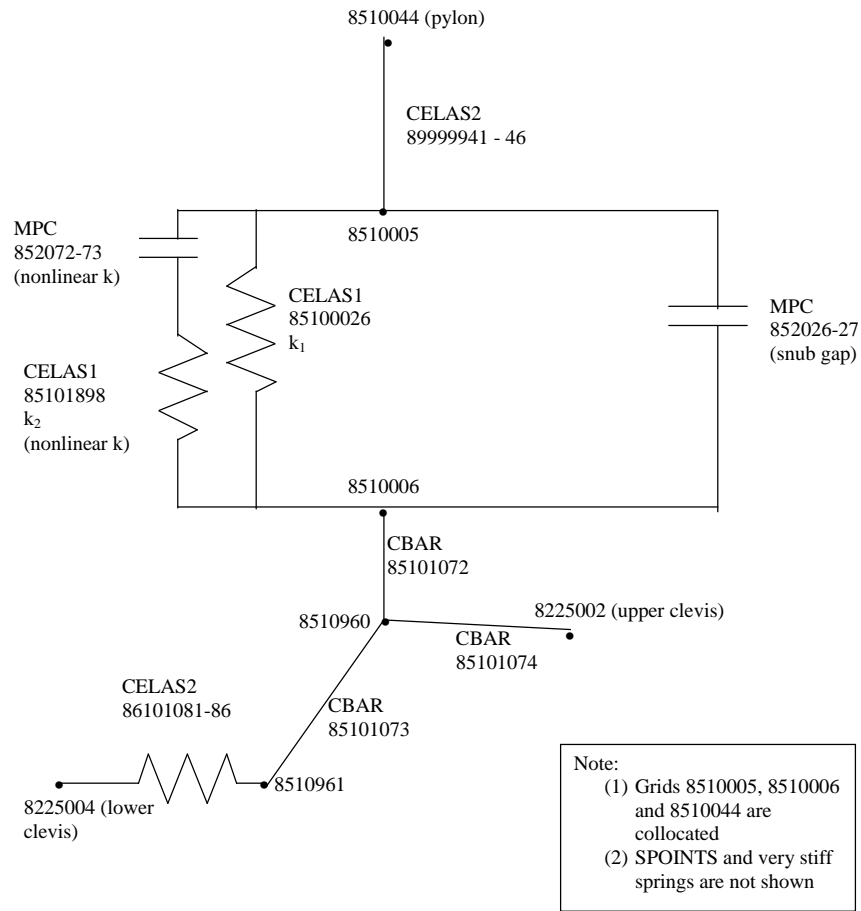 8510044 (pylon)
CELAS2
89999941 - 46
MPC
852072-73
(nonlinear k)
8510005
CELAS1
85100026
k₁
MPC
852026-27
(snub gap)
CELAS1
85101898
k₂
(nonlinear k)
8510006
CBAR
85101072
8510960
8225002 (upper clevis)
CBAR
85101074
CELAS2
86101081-86
CBAR
85101073
8510961
8225004 (lower
clevis)
Note:
(1) Grids 8510005, 8510006
and 8510044 are
collocated
(2) SPOINTS and very stiff
springs are not shown